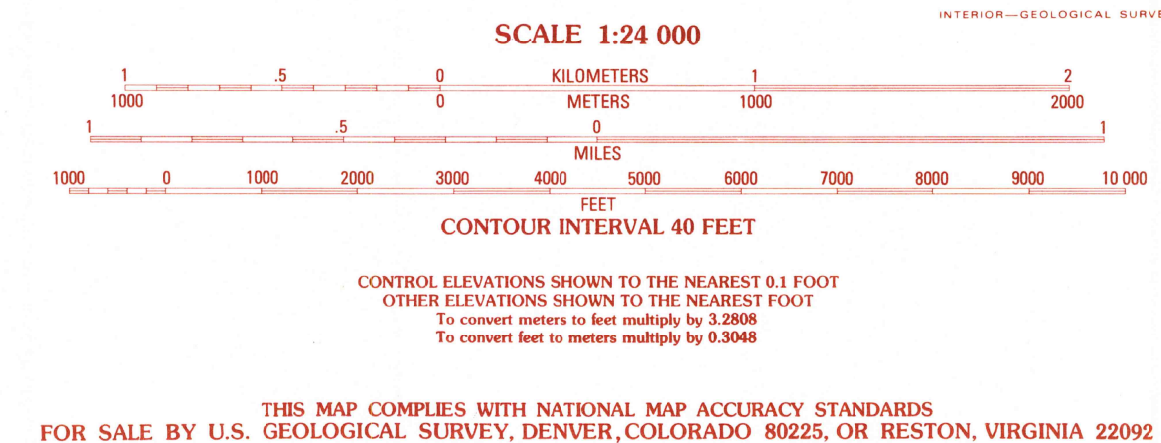 INTERIOR—GEOLOGICAL SURVE
SCALE 1:24 000
1 .5 0 KILOMETERS 1 2
1000 0 METERS 1000 2000
1 .5 0 1
MILES
1000 0 1000 2000 3000 4000 5000 6000 7000 8000 9000 10 000
FEET
CONTOUR INTERVAL 40 FEET
CONTROL ELEVATIONS SHOWN TO THE NEAREST 0.1 FOOT
OTHER ELEVATIONS SHOWN TO THE NEAREST FOOT
To convert meters to feet multiply by 3.2808
To convert feet to meters multiply by 0.3048
THIS MAP COMPLIES WITH NATIONAL MAP ACCURACY STANDARDS
FOR SALE BY U.S. GEOLOGICAL SURVEY, DENVER, COLORADO 80225, OR RESTON, VIRGINIA 22092